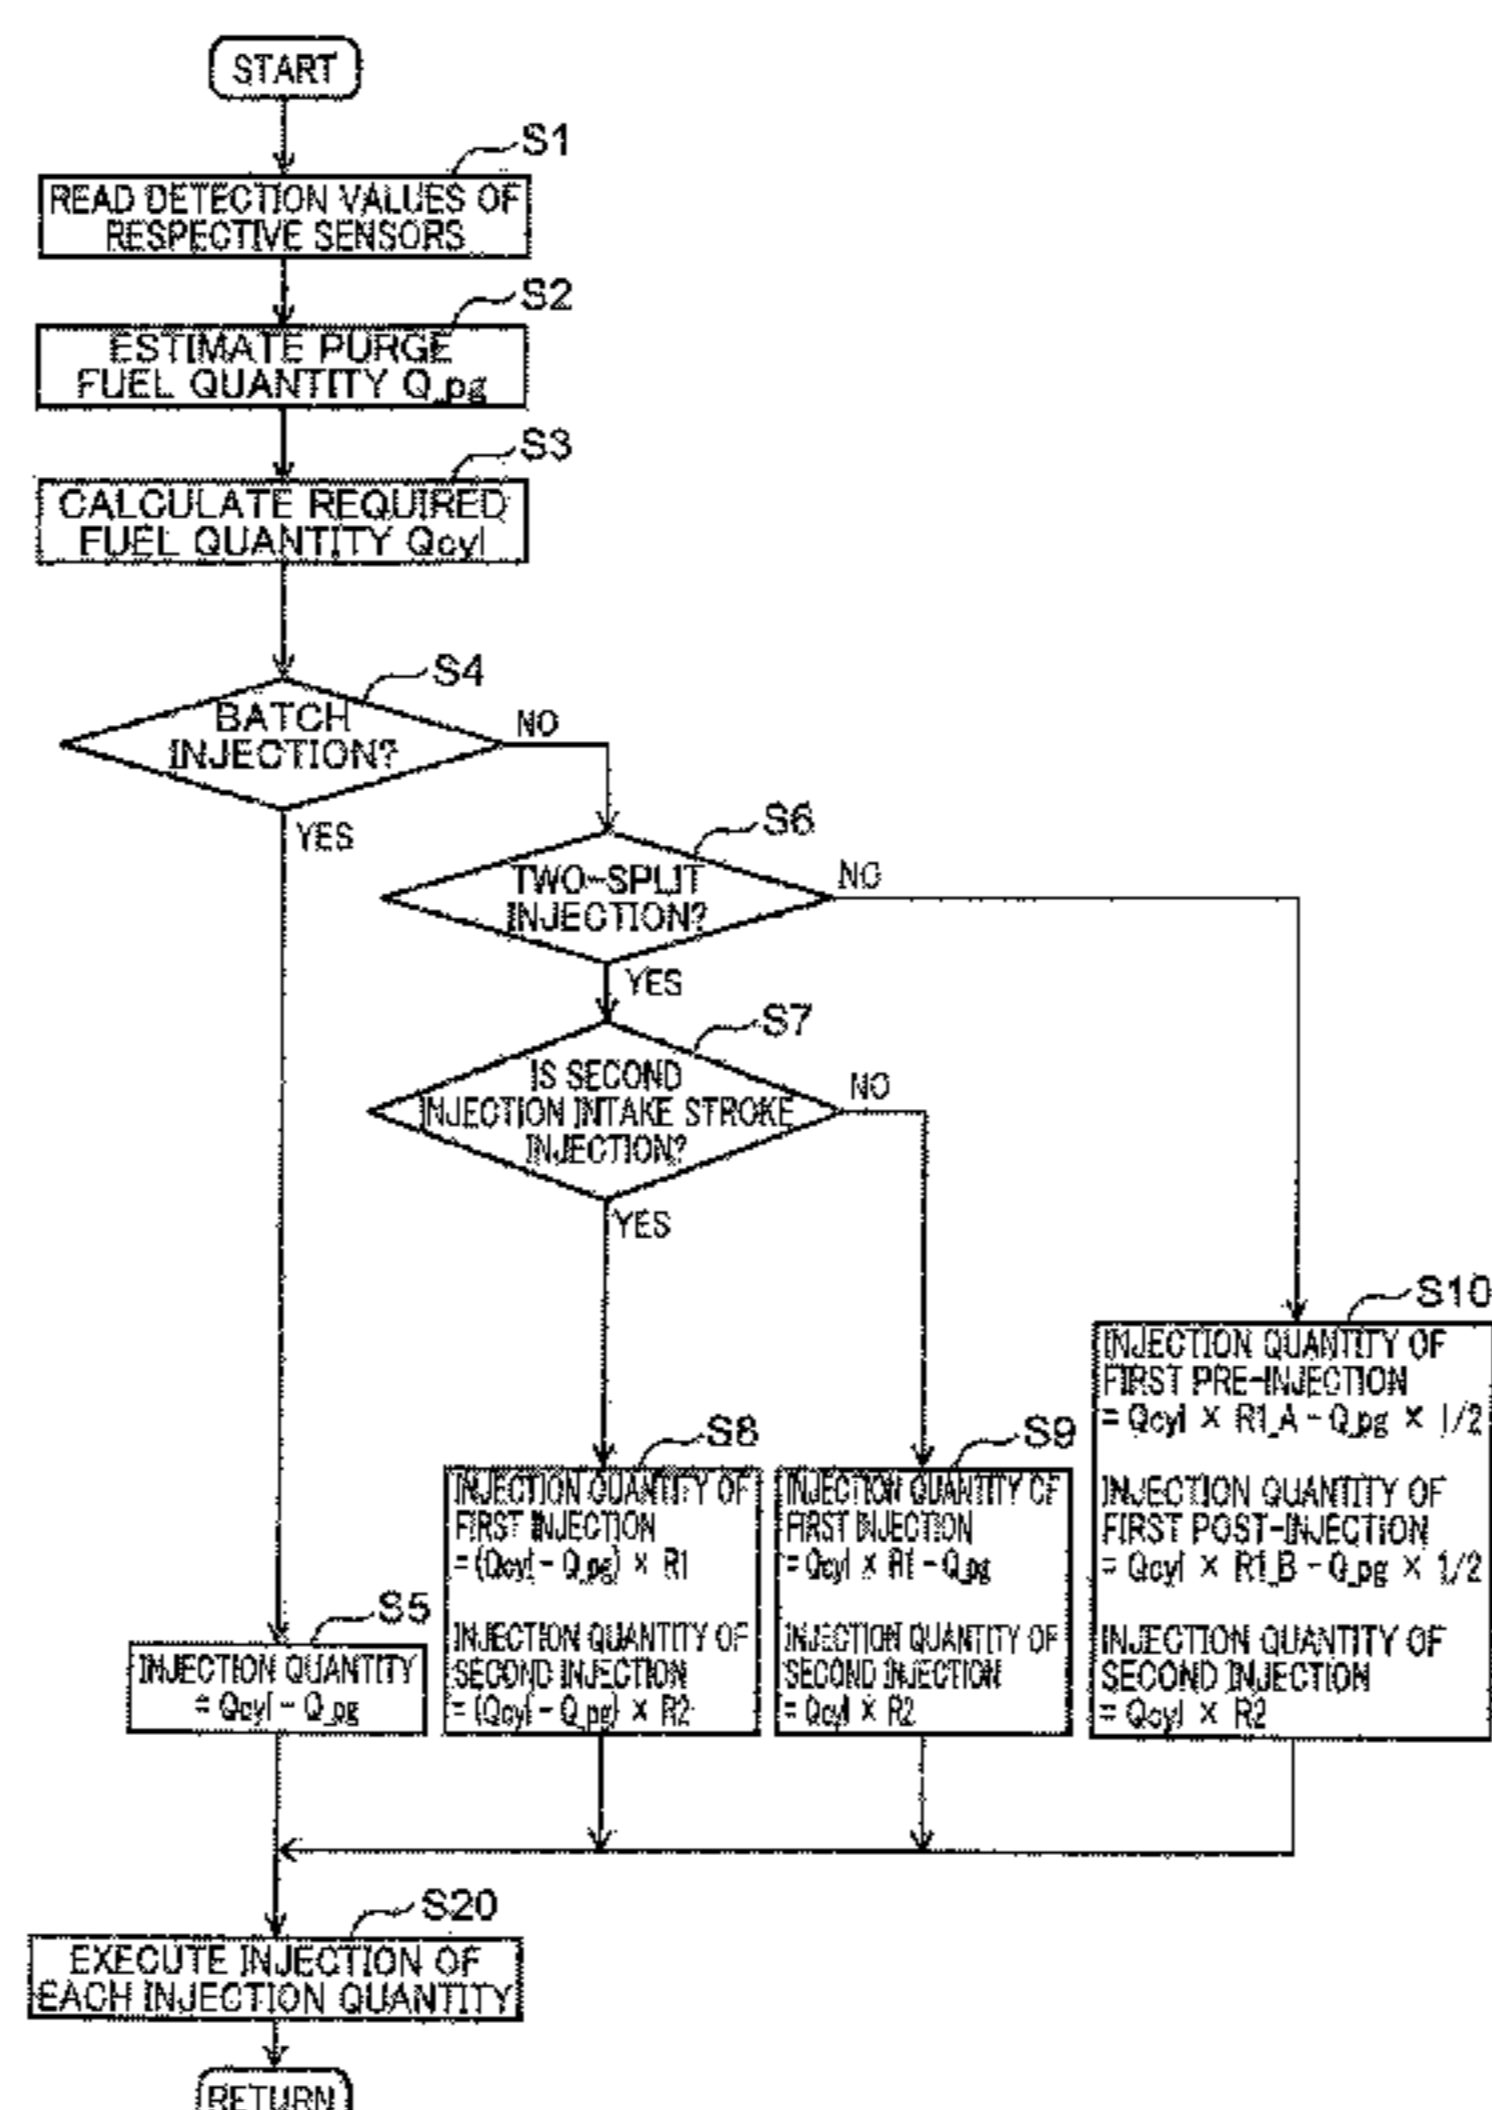 START
S1
READ DETECTION VALUES OF
RESPECTIVE SENSORS
S2
ESTIMATE PURGE
FUEL QUANTITY Q_pg
S3
CALCULATE REQUIRED
FUEL QUANTITY Qcyl
S4
BATCH
INJECTION?
NO
YES
S6
TWO-SPLIT
INJECTION?
NO
YES
S7
IS SECOND
INJECTION INTAKE STROKE
INJECTION?
NO
YES
S10
INJECTION QUANTITY OF
FIRST PRE-INJECTION
= Qcyl × R1_A - Q_pg × 1/2
INJECTION QUANTITY OF
FIRST POST-INJECTION
= Qcyl × R1_B - Q_pg × 1/2
INJECTION QUANTITY OF
SECOND INJECTION
= Qcyl × R2
S8
INJECTION QUANTITY OF
FIRST INJECTION
= (Qcyl - Q_pg) × R1
INJECTION QUANTITY OF
SECOND INJECTION
= (Qcyl - Q_pg) × R2
S9
INJECTION QUANTITY OF
FIRST INJECTION
= Qcyl × R1 - Q_pg
INJECTION QUANTITY OF
SECOND INJECTION
= Qcyl × R2
S5
INJECTION QUANTITY
= Qcyl - Q_pg
S20
EXECUTE INJECTION OF
EACH INJECTION QUANTITY
RETURN